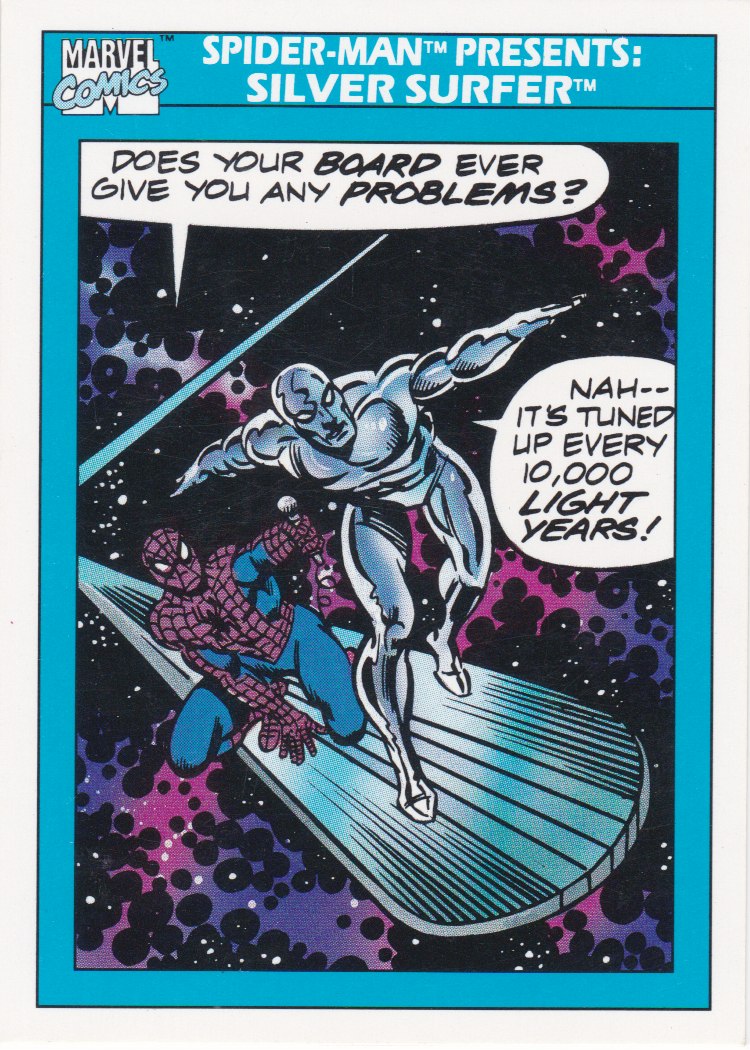 MARVEL™
COMICS
SPIDER-MAN™ PRESENTS:
SILVER SURFER™
DOES YOUR BOARD EVER
GIVE YOU ANY PROBLEMS?
NAH--
IT'S TUNED
UP EVERY
10,000
LIGHT
YEARS!